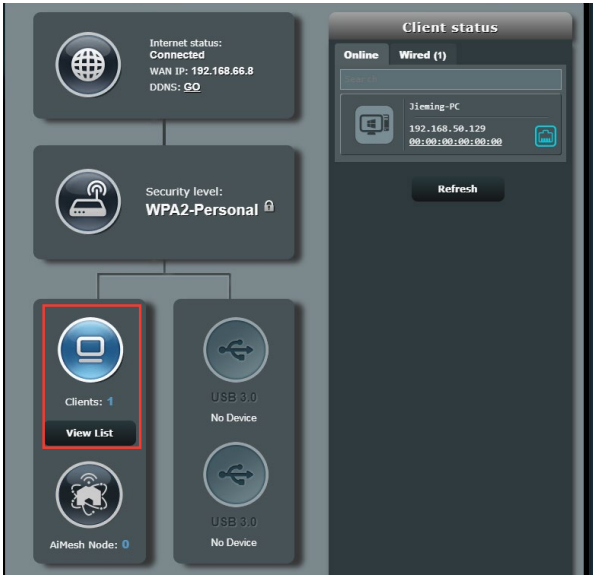 Internet status:
Connected
WAN IP: 192.168.66.8
DDNS: GO
Security level:
WPA2-Personal
Clients: 1
View List
AiMesh Node: 0
USB 3.0
No Device
USB 3.0
No Device
Client status
Online Wired (1)
Search
Jieming-PC
192.168.50.129
00:00:00:00:00:00
Refresh